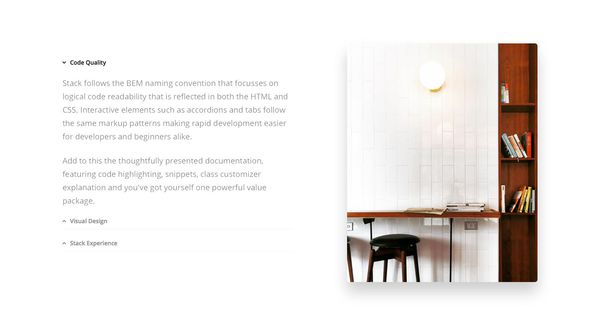 Code Quality
Stack follows the BEM naming convention that focusses on
logical code readability that is reflected in both the HTML and
CSS. Interactive elements such as accordions and tabs follow
the same markup patterns making rapid development easier
for developers and beginners alike.
Add to this the thoughtfully presented documentation,
featuring code highlighting, snippets, class customizer
explanation and you've got yourself one powerful value
package.
Visual Design
Stack Experience